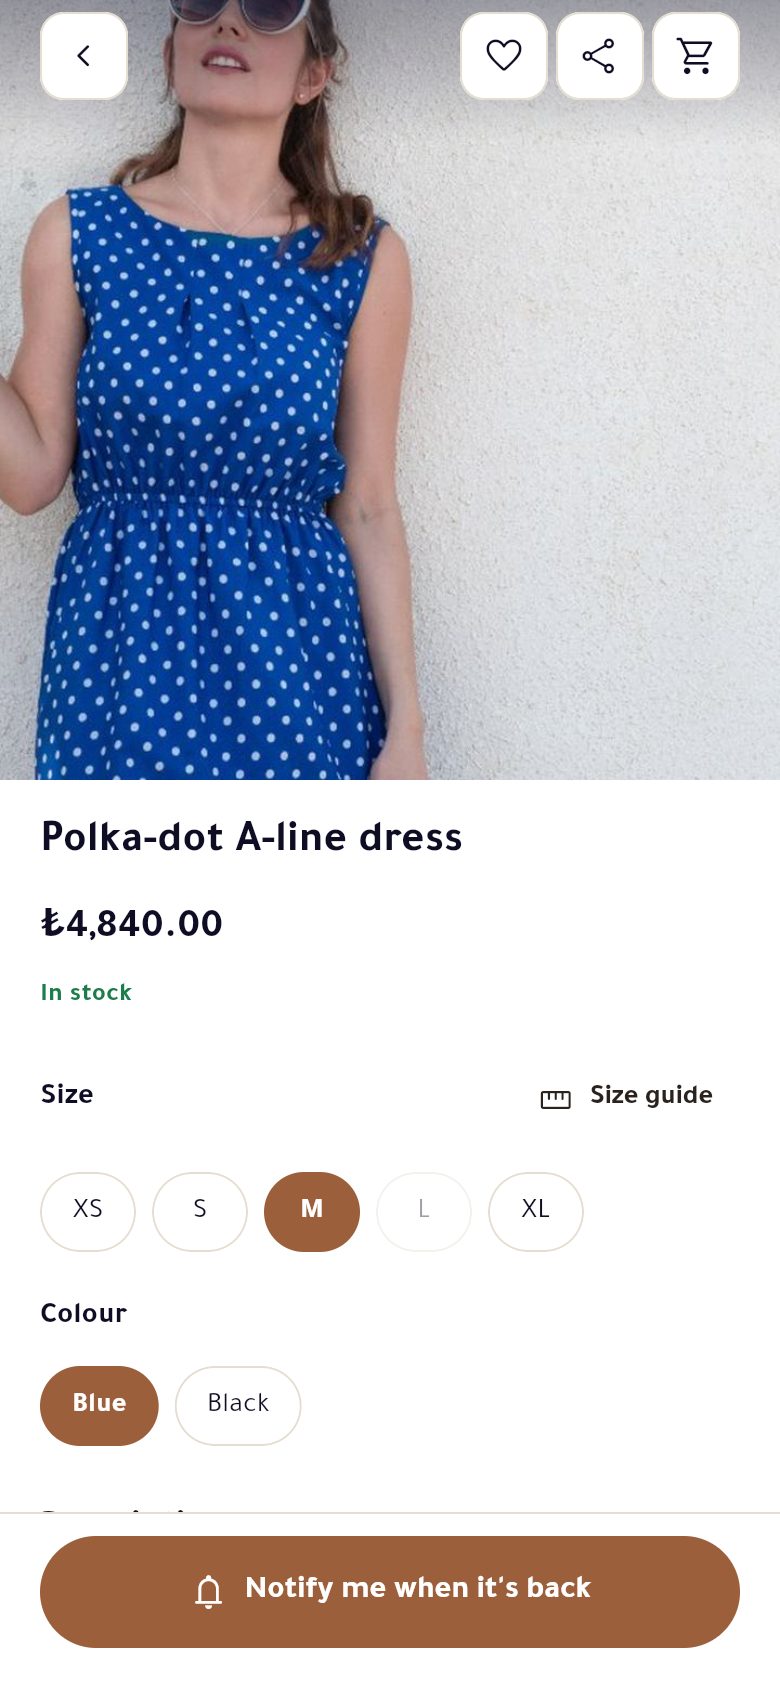 Polka-dot A-line dress
₺4,840.00
In stock
Size
Size guide
XS
S
M
L
XL
Colour
Blue
Black
Notify me when it's back